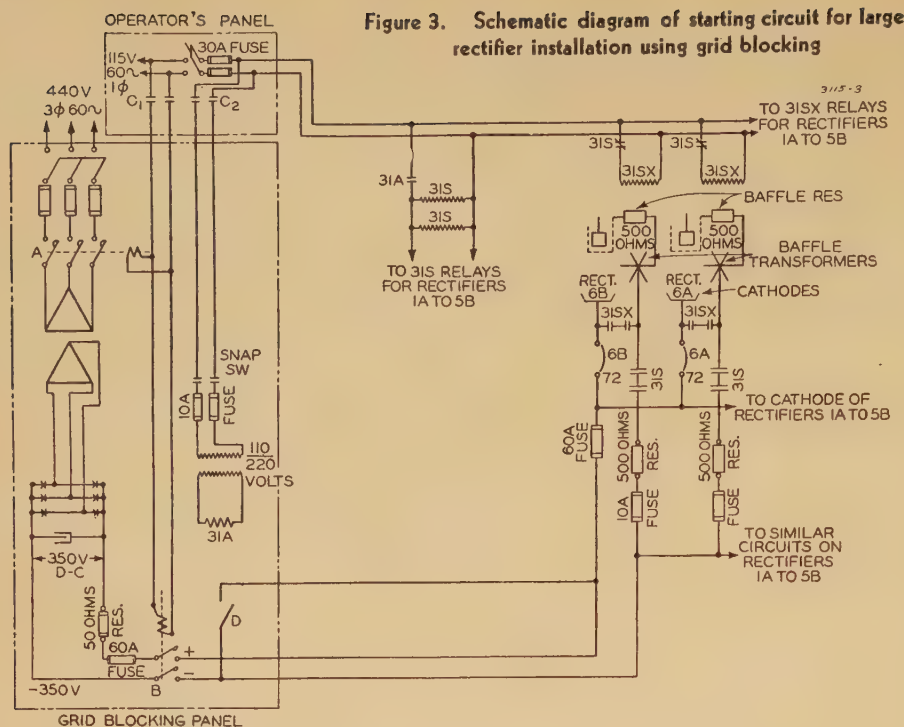 OPERATOR'S PANEL
Figure 3. Schematic diagram of starting circuit for large
rectifier installation using grid blocking
30A FUSE
115V
60~
1ϕ
C1
C2
440V
3ϕ 60~
3115-3
TO 31SX RELAYS
FOR RECTIFIERS
1A TO 5B
31S
31SX
31S
31SX
31A
31S
31S
TO 31S RELAYS
FOR RECTIFIERS
1A TO 5B
BAFFLE RES
500
OHMS
500
OHMS
BAFFLE
TRANSFORMERS
RECT.
6B
RECT.
6A
CATHODES
31SX
31SX
6B
72
6A
72
31S
31S
TO CATHODE OF
RECTIFIERS 1A TO 5B
A
SNAP
SW
10A
FUSE
110
220
VOLTS
31A
60A
FUSE
500 OHMS
RES.
500 OHMS
RES.
10A
FUSE
FUSE
TO SIMILAR
CIRCUITS ON
RECTIFIERS
1A TO 5B
350V
D-C
50 OHMS
RES.
60A
FUSE
+
-
B
D
-350V
GRID BLOCKING PANEL